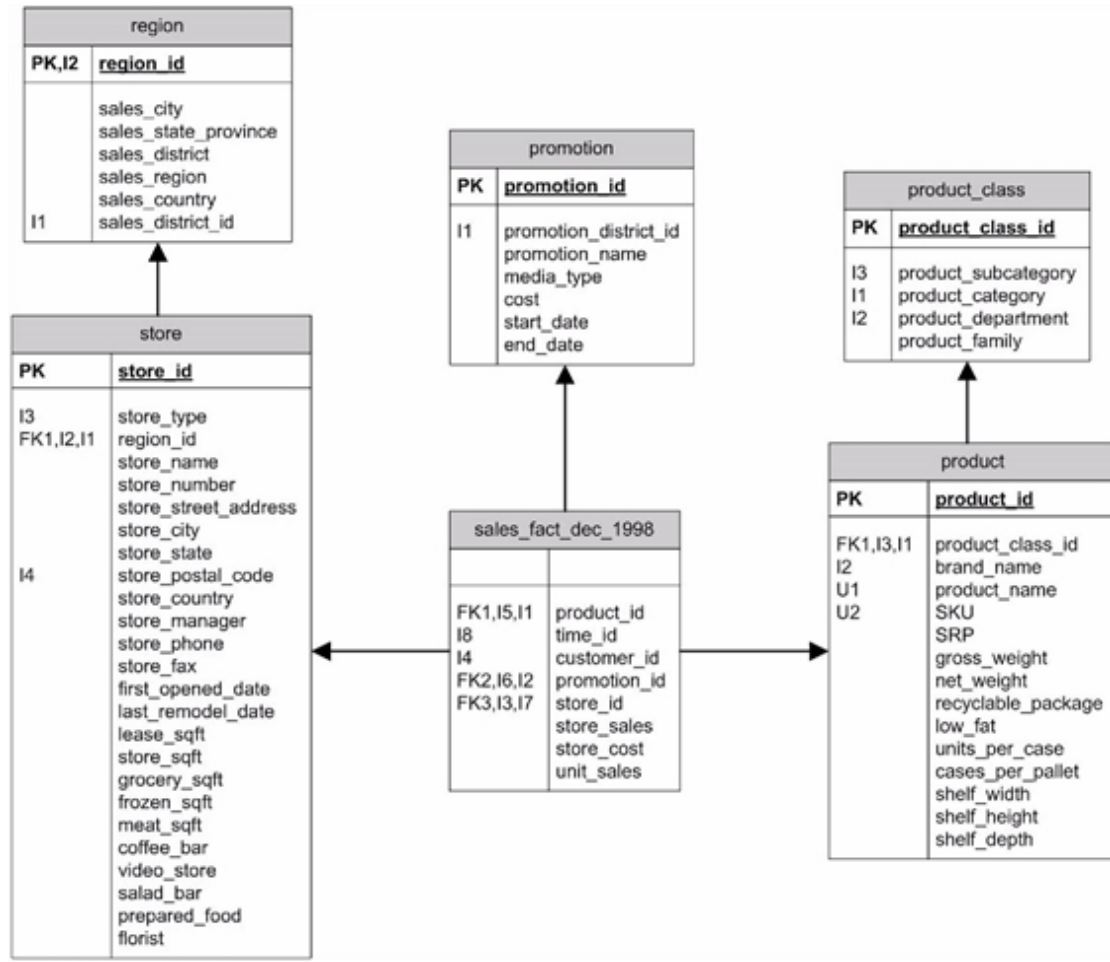 region
PK,I2 region_id
sales_city
sales_state_province
sales_district
sales_region
sales_country
I1 sales_district_id
promotion
PK promotion_id
I1 promotion_district_id
promotion_name
media_type
cost
start_date
end_date
product_class
PK product_class_id
I3 product_subcategory
I1 product_category
I2 product_department
product_family
store
PK store_id
I3 store_type
FK1,I2,I1 region_id
store_name
store_number
store_street_address
store_city
store_state
I4 store_postal_code
store_country
store_manager
store_phone
store_fax
first_opened_date
last_remodel_date
lease_sqft
store_sqft
grocery_sqft
frozen_sqft
meat_sqft
coffee_bar
video_store
salad_bar
prepared_food
florist
sales_fact_dec_1998
FK1,I5,I1 product_id
I8 time_id
I4 customer_id
FK2,I6,I2 promotion_id
FK3,I3,I7 store_id
store_sales
store_cost
unit_sales
product
PK product_id
FK1,I3,I1 product_class_id
I2 brand_name
U1 product_name
U2 SKU
SRP
gross_weight
net_weight
recyclable_package
low_fat
units_per_case
cases_per_pallet
shelf_width
shelf_height
shelf_depth